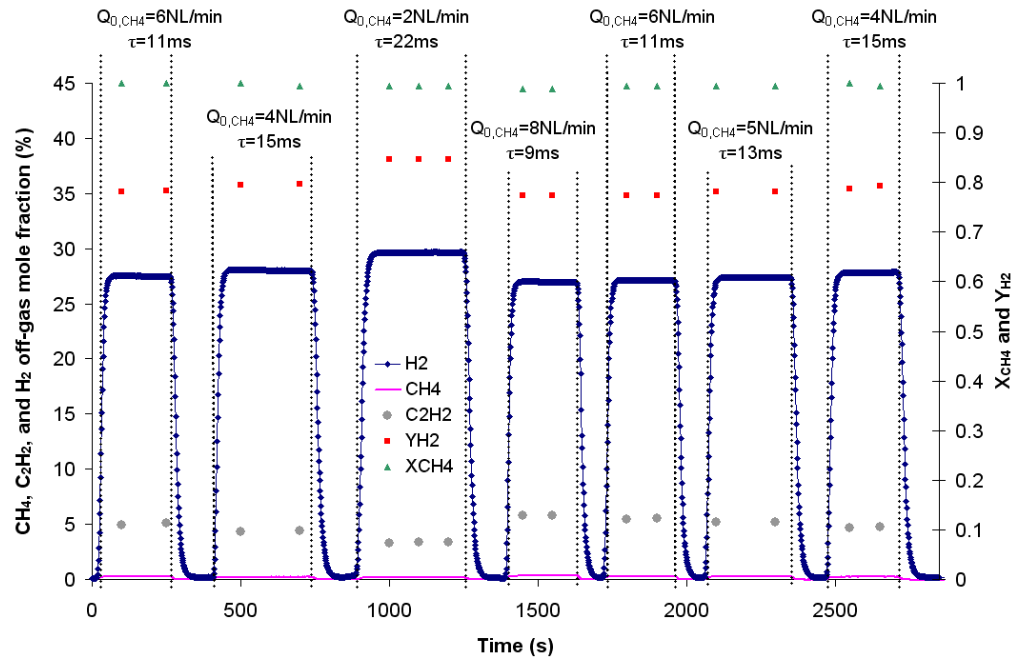 Q0,CH4=6NL/min
τ=11ms
Q0,CH4=2NL/min
τ=22ms
Q0,CH4=6NL/min
τ=11ms
Q0,CH4=4NL/min
τ=15ms
Q0,CH4=4NL/min
τ=15ms
Q0,CH4=8NL/min
τ=9ms
Q0,CH4=5NL/min
τ=13ms
CH4, C2H2, and H2 off-gas mole fraction (%)
45
40
35
30
25
20
15
10
5
0
H2
CH4
C2H2
YH2
XCH4
1
0.9
0.8
0.7
0.6
0.5
0.4
0.3
0.2
0.1
0
XCH4 and YH2
0 500 1000 1500 2000 2500
Time (s)